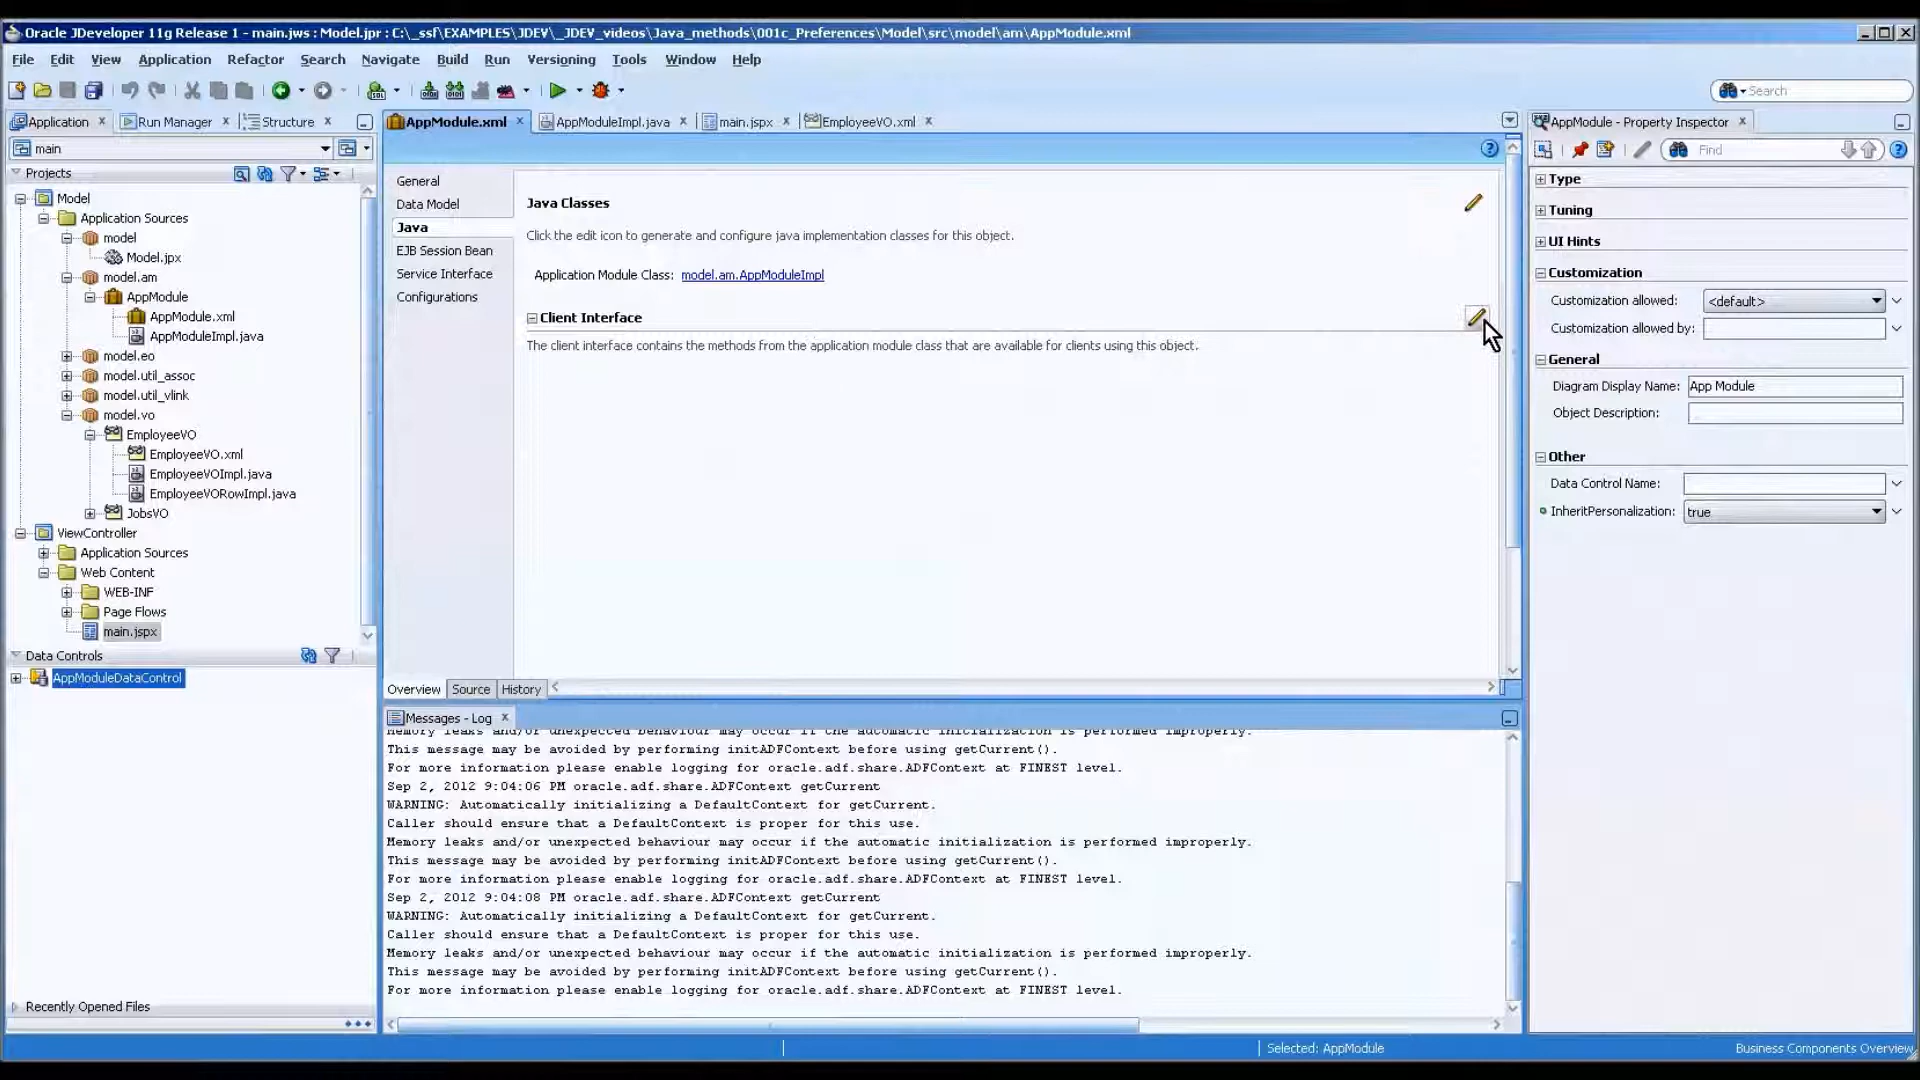 Oracle JDeveloper 11g Release 1 - main.jws : Model.jpr : C:\_ssf\EXAMPLES\JDEV\_JDEV_videos\Java_methods\001c_Preferences\Model\src\model\am\AppModule.xml
File Edit View Application Refactor Search Navigate Build Run Versioning Tools Window Help
Search
Application Run Manager Structure
main
Projects
Model
Application Sources
model
Model.jpx
model.am
AppModule
AppModule.xml
AppModuleImpl.java
model.eo
model.util_assoc
model.util_vlink
model.vo
EmployeeVO
EmployeeVO.xml
EmployeeVOImpl.java
EmployeeVORowImpl.java
JobsVO
ViewController
Application Sources
Web Content
WEB-INF
Page Flows
main.jspx
Data Controls
AppModuleDataControl
Recently Opened Files
AppModule.xml AppModuleImpl.java main.jspx EmployeeVO.xml
General
Data Model
Java
EJB Session Bean
Service Interface
Configurations
Java Classes
Click the edit icon to generate and configure java implementation classes for this object.
Application Module Class: model.am.AppModuleImpl
Client Interface
The client interface contains the methods from the application module class that are available for clients using this object.
Overview Source History
Messages - Log
Memory leaks and/or unexpected behaviour may occur if the automatic initialization is performed improperly.
This message may be avoided by performing initADFContext before using getCurrent().
For more information please enable logging for oracle.adf.share.ADFContext at FINEST level.
Sep 2, 2012 9:04:06 PM oracle.adf.share.ADFContext getCurrent
WARNING: Automatically initializing a DefaultContext for getCurrent.
Caller should ensure that a DefaultContext is proper for this use.
Memory leaks and/or unexpected behaviour may occur if the automatic initialization is performed improperly.
This message may be avoided by performing initADFContext before using getCurrent().
For more information please enable logging for oracle.adf.share.ADFContext at FINEST level.
Sep 2, 2012 9:04:08 PM oracle.adf.share.ADFContext getCurrent
WARNING: Automatically initializing a DefaultContext for getCurrent.
Caller should ensure that a DefaultContext is proper for this use.
Memory leaks and/or unexpected behaviour may occur if the automatic initialization is performed improperly.
This message may be avoided by performing initADFContext before using getCurrent().
For more information please enable logging for oracle.adf.share.ADFContext at FINEST level.
AppModule - Property Inspector
Find
Type
Tuning
UI Hints
Customization
Customization allowed: <default>
Customization allowed by:
General
Diagram Display Name: App Module
Object Description:
Other
Data Control Name:
InheritPersonalization: true
Selected: AppModule
Business Components Overview